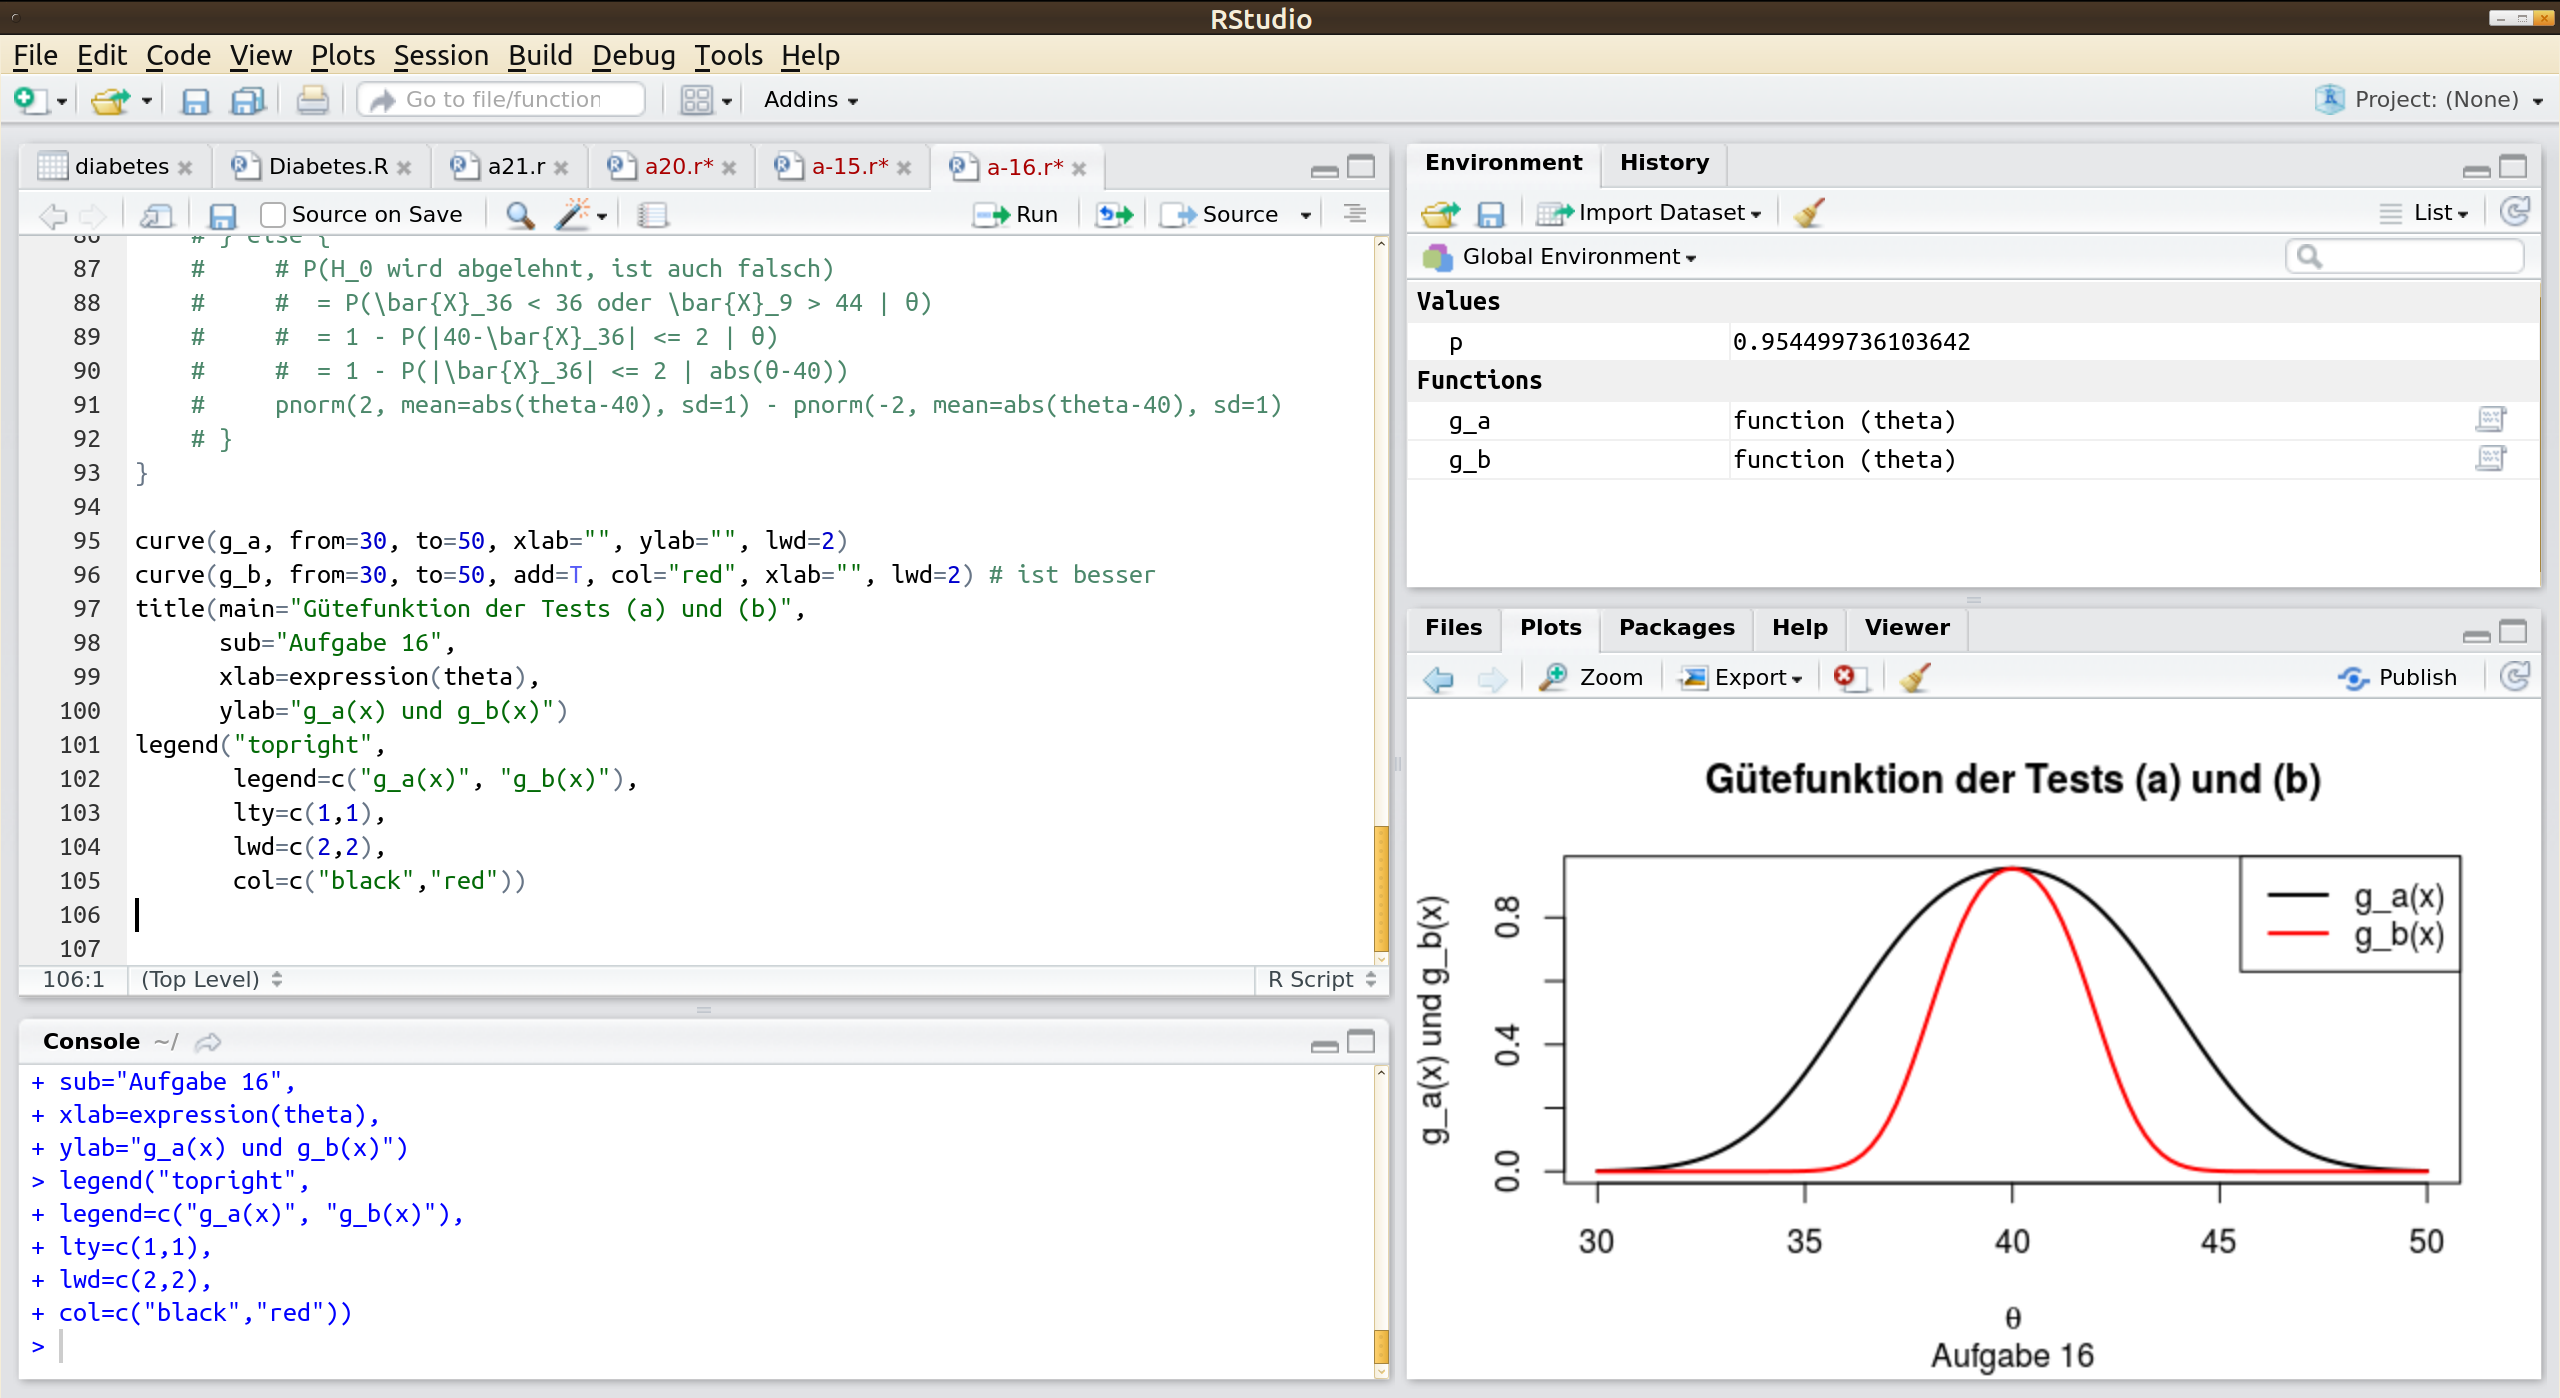 RStudio
File Edit Code View Plots Session Build Debug Tools Help
Go to file/function Addins Project: (None)
diabetes Diabetes.R a21.r a20.r* a-15.r* a-16.r*
Source on Save Run Source
86 # } else {
87 # # P(H_0 wird abgelehnt, ist auch falsch)
88 # # = P(\bar{X}_36 < 36 oder \bar{X}_9 > 44 | θ)
89 # # = 1 - P(|40-\bar{X}_36| <= 2 | θ)
90 # # = 1 - P(|\bar{X}_36| <= 2 | abs(θ-40))
91 # pnorm(2, mean=abs(theta-40), sd=1) - pnorm(-2, mean=abs(theta-40), sd=1)
92 # }
93 }
94
95 curve(g_a, from=30, to=50, xlab="", ylab="", lwd=2)
96 curve(g_b, from=30, to=50, add=T, col="red", xlab="", lwd=2) # ist besser
97 title(main="Gütefunktion der Tests (a) und (b)",
98 sub="Aufgabe 16",
99 xlab=expression(theta),
100 ylab="g_a(x) und g_b(x)")
101 legend("topright",
102 legend=c("g_a(x)", "g_b(x)"),
103 lty=c(1,1),
104 lwd=c(2,2),
105 col=c("black","red"))
106
107
106:1 (Top Level) R Script
Console ~/
+ sub="Aufgabe 16",
+ xlab=expression(theta),
+ ylab="g_a(x) und g_b(x)")
> legend("topright",
+ legend=c("g_a(x)", "g_b(x)"),
+ lty=c(1,1),
+ lwd=c(2,2),
+ col=c("black","red"))
>
Environment History
Import Dataset List
Global Environment
Values
p 0.954499736103642
Functions
g_a function (theta)
g_b function (theta)
Files Plots Packages Help Viewer
Zoom Export Publish
Gütefunktion der Tests (a) und (b)
g_a(x)
g_b(x)
g_a(x) und g_b(x)
0.8
0.4
0.0
30 35 40 45 50
θ
Aufgabe 16